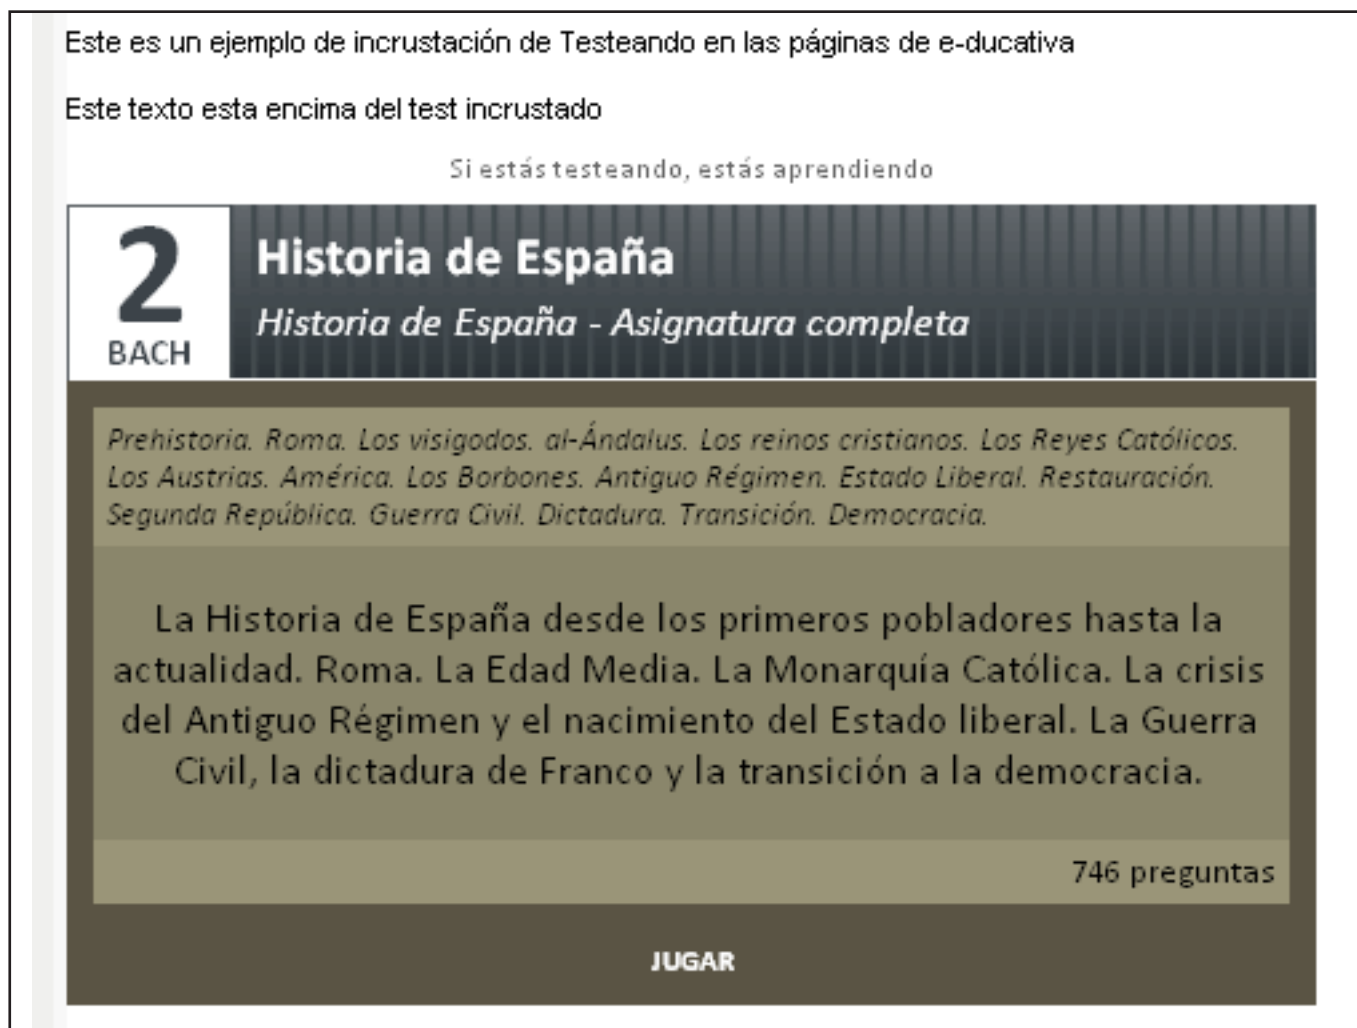 Este es un ejemplo de incrustación de Testeando en las páginas de e-ducativa
Este texto esta encima del test incrustado
Si estás testeando, estás aprendiendo
2
BACH
Historia de España
Historia de España - Asignatura completa
Prehistoria. Roma. Los visigodos. al-Ándalus. Los reinos cristianos. Los Reyes Católicos.
Los Austrias. América. Los Borbones. Antiguo Régimen. Estado Liberal. Restauración.
Segunda República. Guerra Civil. Dictadura. Transición. Democracia.
La Historia de España desde los primeros pobladores hasta la
actualidad. Roma. La Edad Media. La Monarquía Católica. La crisis
del Antiguo Régimen y el nacimiento del Estado liberal. La Guerra
Civil, la dictadura de Franco y la transición a la democracia.
746 preguntas
JUGAR